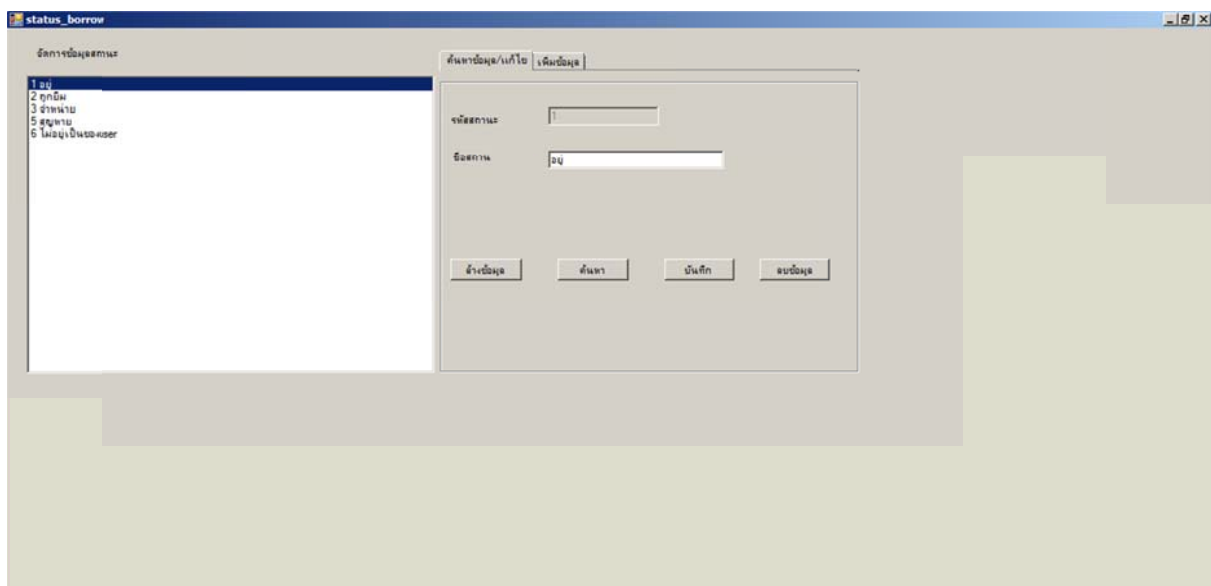 status_borrow
จัดการข้อมูลสถานะ
1 อยู่
2 ถูกยืม
3 จำหน่าย
5 สูญหาย
6 ไม่อยู่เป็นของuser
ค้นหาข้อมูล/แก้ไข เพิ่มข้อมูล
รหัสสถานะ 1
ชื่อสถาน อยู่
ล้างข้อมูล ค้นหา บันทึก ลบข้อมูล